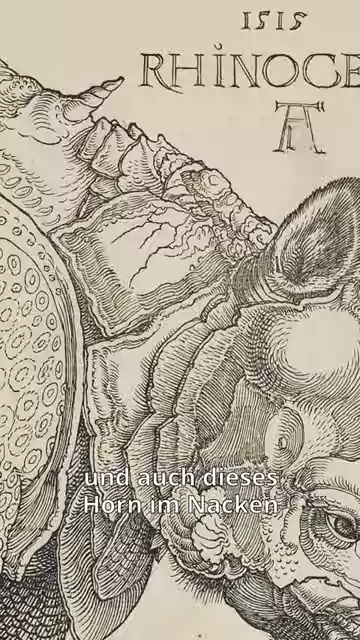 1515
RHINOCE
AD
und auch dieses
Horn im Nacken